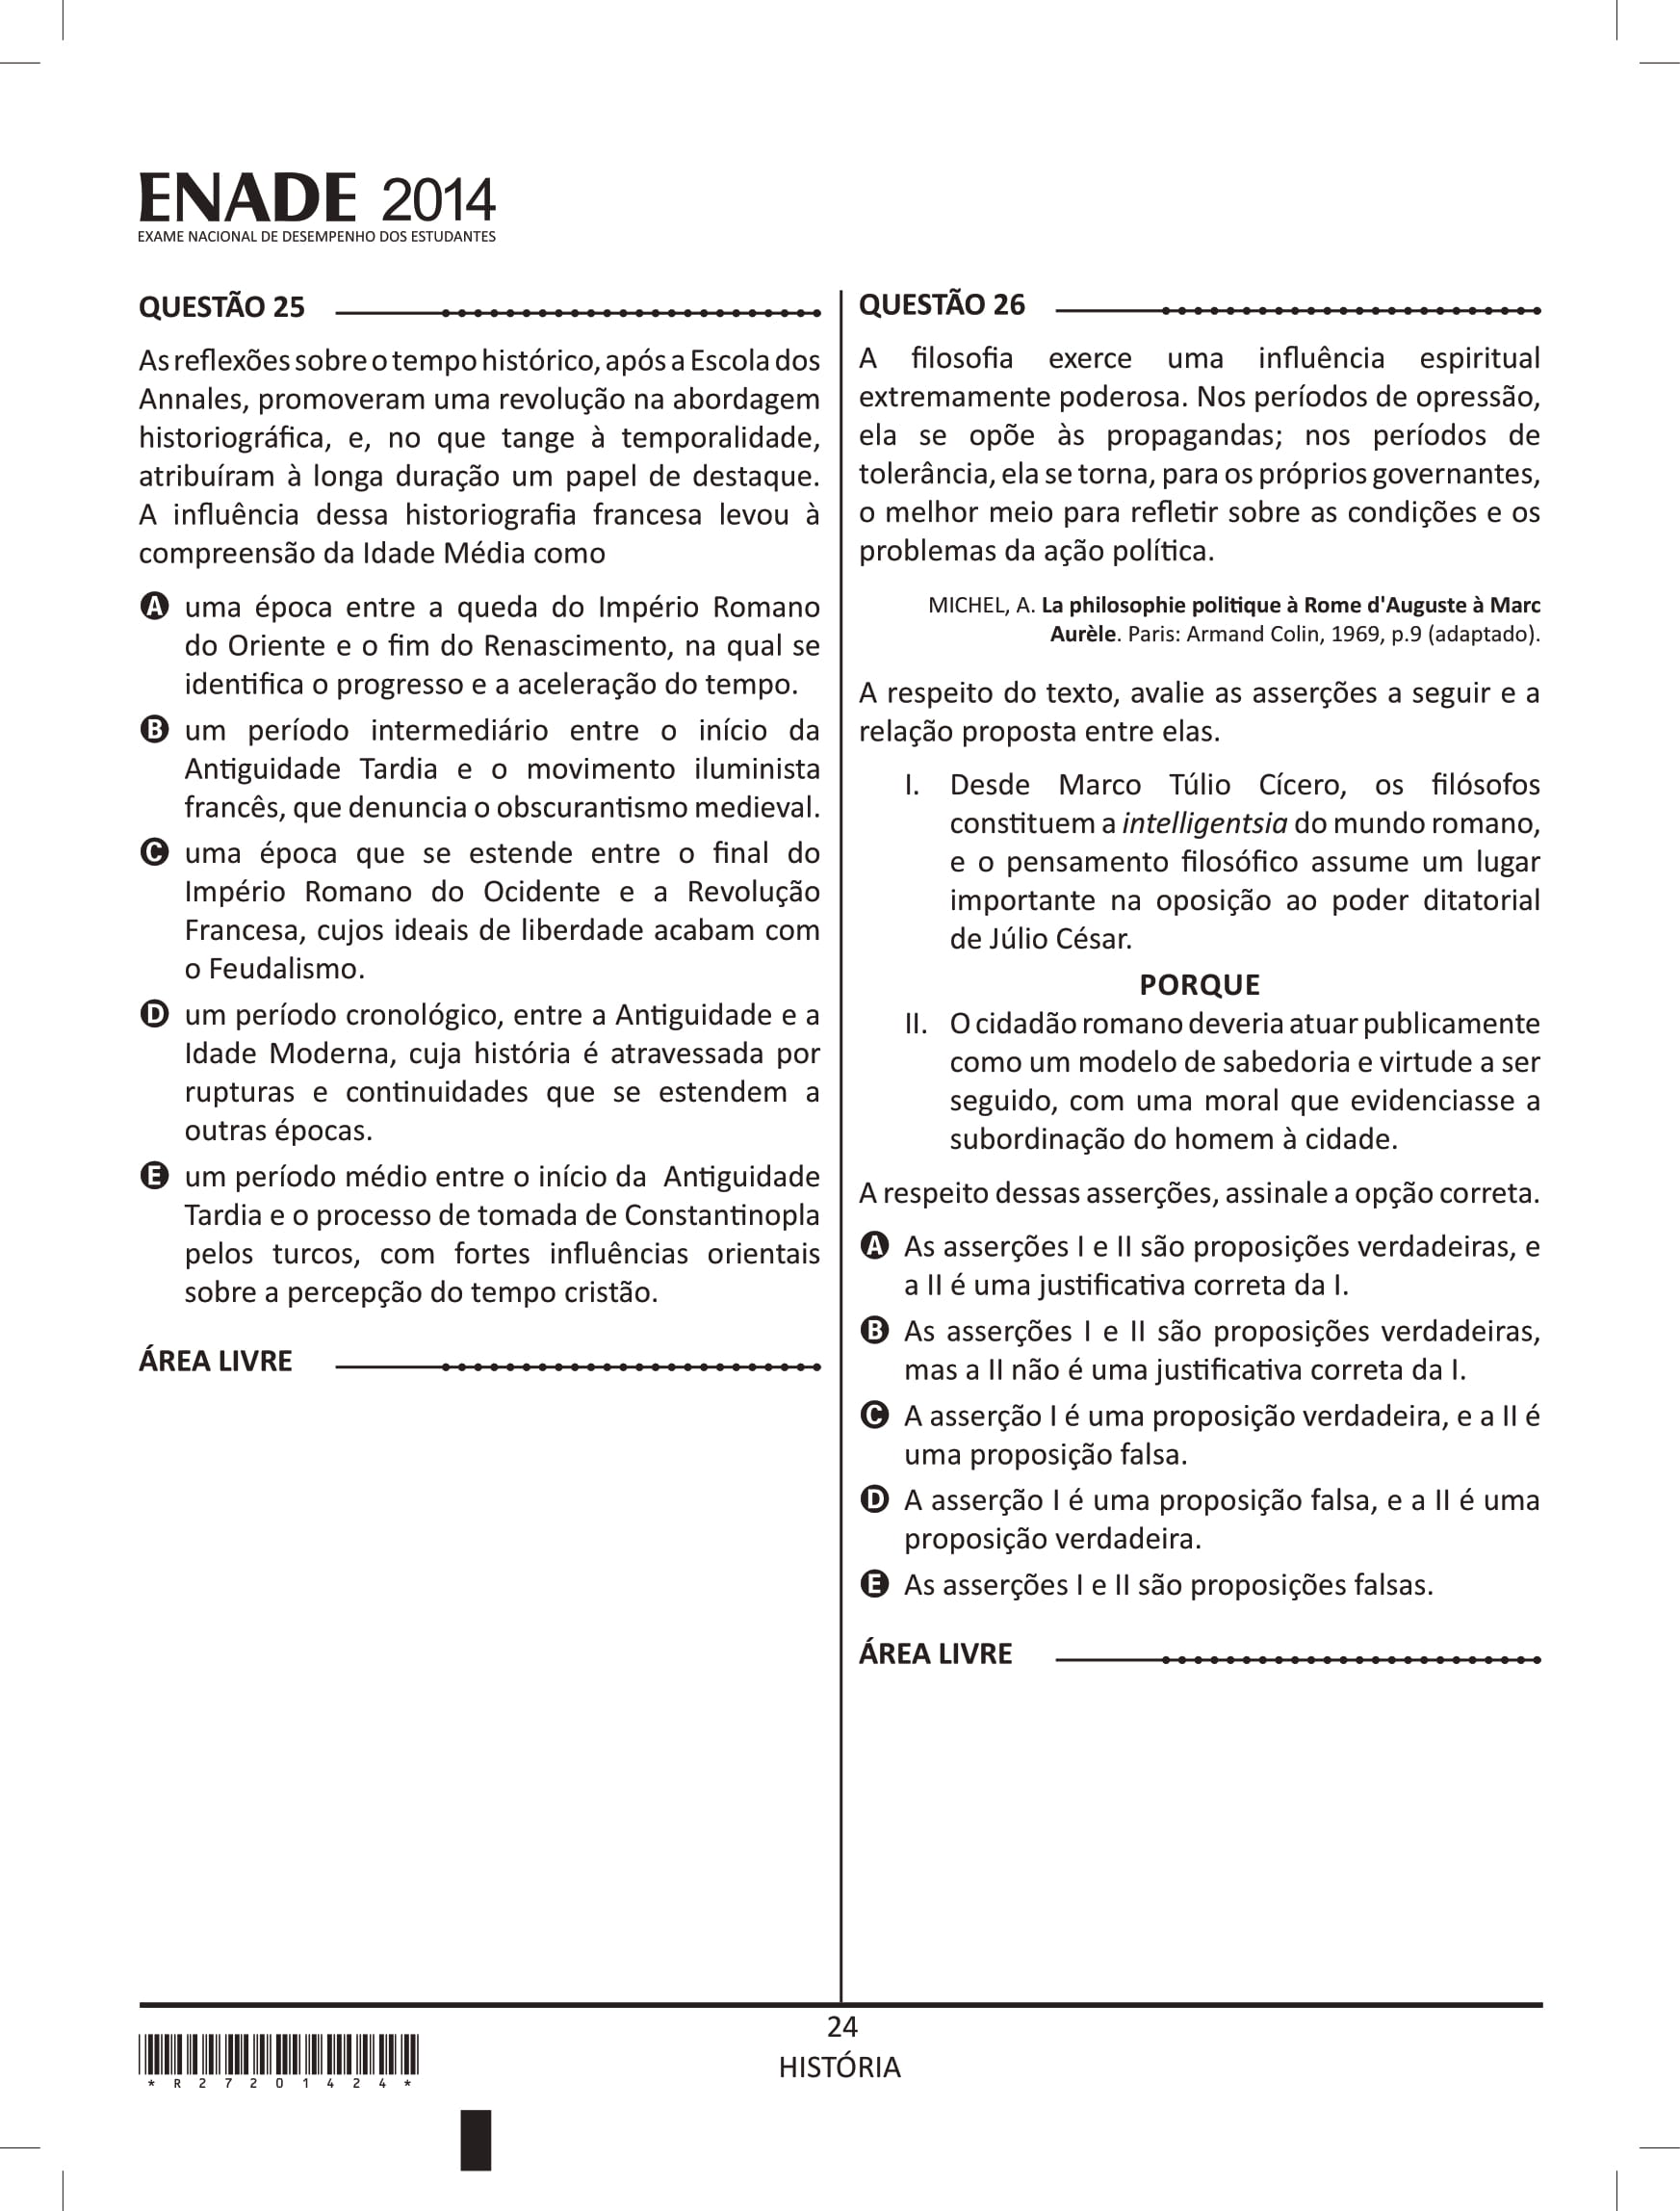 ENADE 2014
EXAME NACIONAL DE DESEMPENHO DOS ESTUDANTES
QUESTÃO 25
As reflexões sobre o tempo histórico, após a Escola dos
Annales, promoveram uma revolução na abordagem
historiográfica, e, no que tange à temporalidade,
atribuíram à longa duração um papel de destaque.
A influência dessa historiografia francesa levou à
compreensão da Idade Média como
A uma época entre a queda do Império Romano
do Oriente e o fim do Renascimento, na qual se
identifica o progresso e a aceleração do tempo.
B um período intermediário entre o início da
Antiguidade Tardia e o movimento iluminista
francês, que denuncia o obscurantismo medieval.
C uma época que se estende entre o final do
Império Romano do Ocidente e a Revolução
Francesa, cujos ideais de liberdade acabam com
o Feudalismo.
D um período cronológico, entre a Antiguidade e a
Idade Moderna, cuja história é atravessada por
rupturas e continuidades que se estendem a
outras épocas.
E um período médio entre o início da Antiguidade
Tardia e o processo de tomada de Constantinopla
pelos turcos, com fortes influências orientais
sobre a percepção do tempo cristão.
ÁREA LIVRE
QUESTÃO 26
A filosofia exerce uma influência espiritual
extremamente poderosa. Nos períodos de opressão,
ela se opõe às propagandas; nos períodos de
tolerância, ela se torna, para os próprios governantes,
o melhor meio para refletir sobre as condições e os
problemas da ação política.
MICHEL, A. La philosophie politique à Rome d'Auguste à Marc
Aurèle. Paris: Armand Colin, 1969, p.9 (adaptado).
A respeito do texto, avalie as asserções a seguir e a
relação proposta entre elas.
I. Desde Marco Túlio Cícero, os filósofos
constituem a intelligentsia do mundo romano,
e o pensamento filosófico assume um lugar
importante na oposição ao poder ditatorial
de Júlio César.
PORQUE
II. O cidadão romano deveria atuar publicamente
como um modelo de sabedoria e virtude a ser
seguido, com uma moral que evidenciasse a
subordinação do homem à cidade.
A respeito dessas asserções, assinale a opção correta.
A As asserções I e II são proposições verdadeiras, e
a II é uma justificativa correta da I.
B As asserções I e II são proposições verdadeiras,
mas a II não é uma justificativa correta da I.
C A asserção I é uma proposição verdadeira, e a II é
uma proposição falsa.
D A asserção I é uma proposição falsa, e a II é uma
proposição verdadeira.
E As asserções I e II são proposições falsas.
ÁREA LIVRE
24
HISTÓRIA
* R 2 7 2 0 1 4 2 4 *